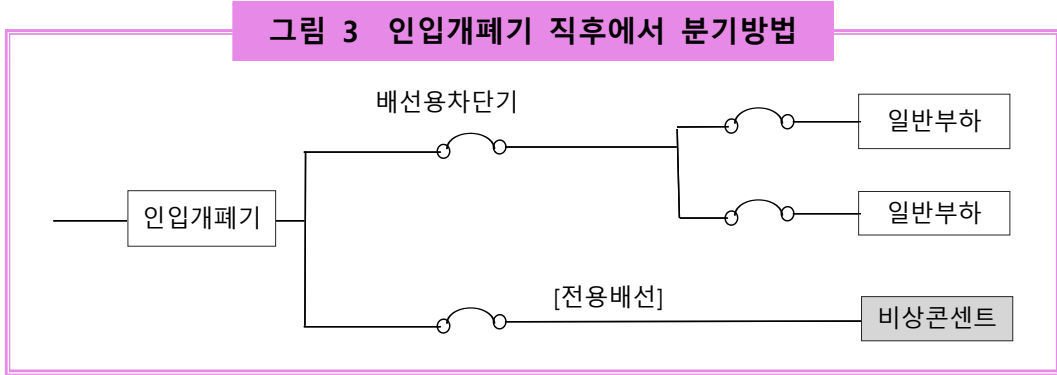 그림 3 인입개폐기 직후에서 분기방법
배선용차단기
일반부하
인입개폐기
일반부하
[전용배선]
비상콘센트